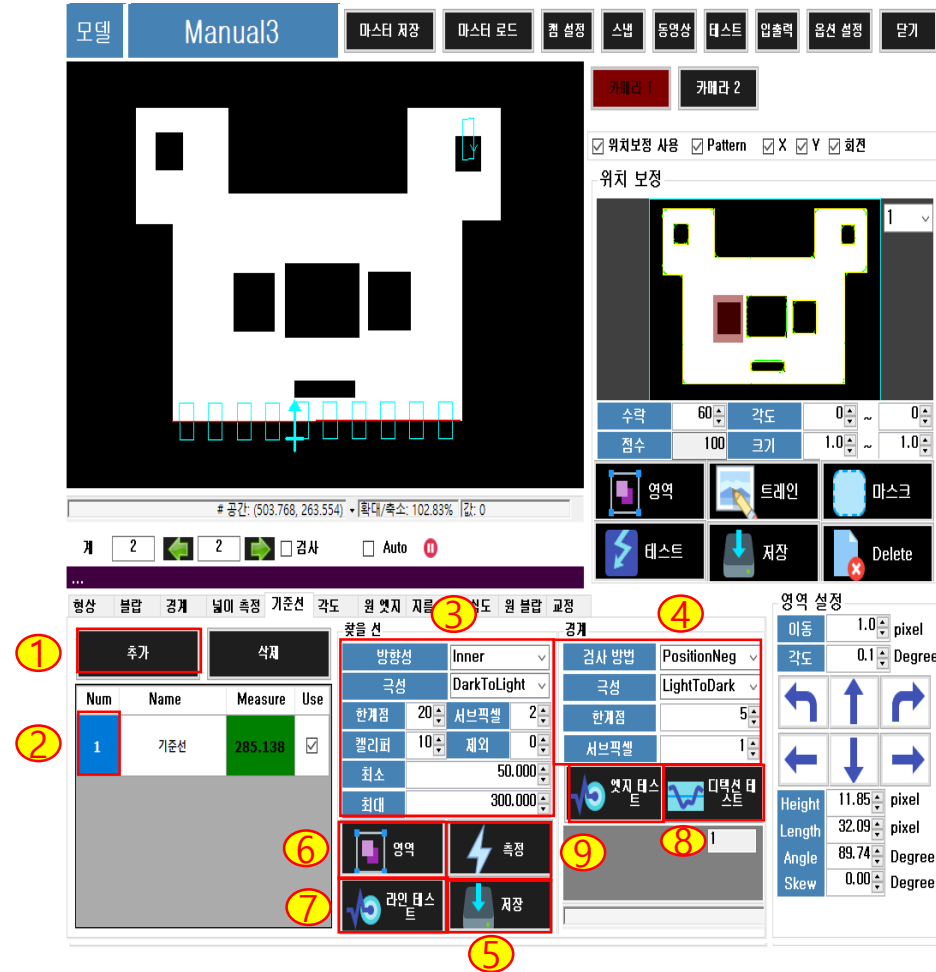 모델 Manual3 마스터 저장 마스터 로드 캠 설정 스냅 동영상 테스트 입출력 옵션 설정 닫기
카메라 1 카메라 2
위치보정 사용 Pattern X Y 회전
위치 보정
1
수락 60 각도 0 ~ 0
점수 100 크기 1.0 ~ 1.0
영역 트레인 마스크
테스트 저장 Delete
# 공간: (503.768, 263.554) 확대/축소: 102.83% 값: 0
계 2 2 검사 Auto
...
형상 블랍 경계 넓이 측정 기준선 각도 원 엣지 지름 원 블랍 교정
1 추가 삭제
Num Name Measure Use
2 1 기준선 285.138
3
찾을 선
방향성 Inner
극성 DarkToLight
한계점 20 서브픽셀 2
캘리퍼 10 제외 0
최소 50.000
최대 300.000
6 영역 측정
7 라인 테스트 저장
5
4
경계
검사 방법 PositionNeg
극성 LightToDark
한계점 5
서브픽셀 1
엣지 테스트 디텍션 테스트
9 8 1
영역 설정
이동 1.0 pixel
각도 0.1 Degree
Height 11.85 pixel
Length 32.09 pixel
Angle 89.74 Degree
Skew 0.00 Degree